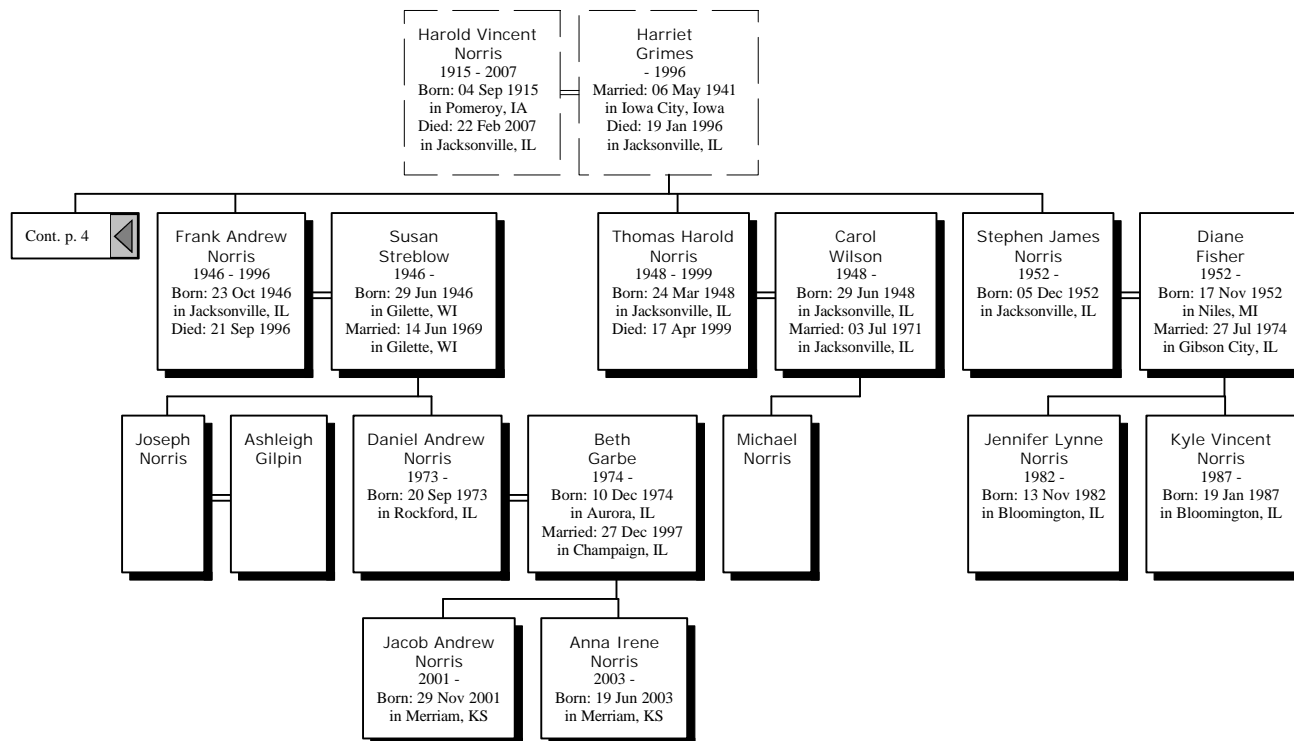 Harold Vincent
Norris
1915 - 2007
Born: 04 Sep 1915
in Pomeroy, IA
Died: 22 Feb 2007
in Jacksonville, IL
Harriet
Grimes
- 1996
Married: 06 May 1941
in Iowa City, Iowa
Died: 19 Jan 1996
in Jacksonville, IL
Cont. p. 4
Frank Andrew
Norris
1946 - 1996
Born: 23 Oct 1946
in Jacksonville, IL
Died: 21 Sep 1996
Susan
Streblow
1946 -
Born: 29 Jun 1946
in Gilette, WI
Married: 14 Jun 1969
in Gilette, WI
Thomas Harold
Norris
1948 - 1999
Born: 24 Mar 1948
in Jacksonville, IL
Died: 17 Apr 1999
Carol
Wilson
1948 -
Born: 29 Jun 1948
in Jacksonville, IL
Married: 03 Jul 1971
in Jacksonville, IL
Stephen James
Norris
1952 -
Born: 05 Dec 1952
in Jacksonville, IL
Diane
Fisher
1952 -
Born: 17 Nov 1952
in Niles, MI
Married: 27 Jul 1974
in Gibson City, IL
Joseph
Norris
Ashleigh
Gilpin
Daniel Andrew
Norris
1973 -
Born: 20 Sep 1973
in Rockford, IL
Beth
Garbe
1974 -
Born: 10 Dec 1974
in Aurora, IL
Married: 27 Dec 1997
in Champaign, IL
Michael
Norris
Jennifer Lynne
Norris
1982 -
Born: 13 Nov 1982
in Bloomington, IL
Kyle Vincent
Norris
1987 -
Born: 19 Jan 1987
in Bloomington, IL
Jacob Andrew
Norris
2001 -
Born: 29 Nov 2001
in Merriam, KS
Anna Irene
Norris
2003 -
Born: 19 Jun 2003
in Merriam, KS